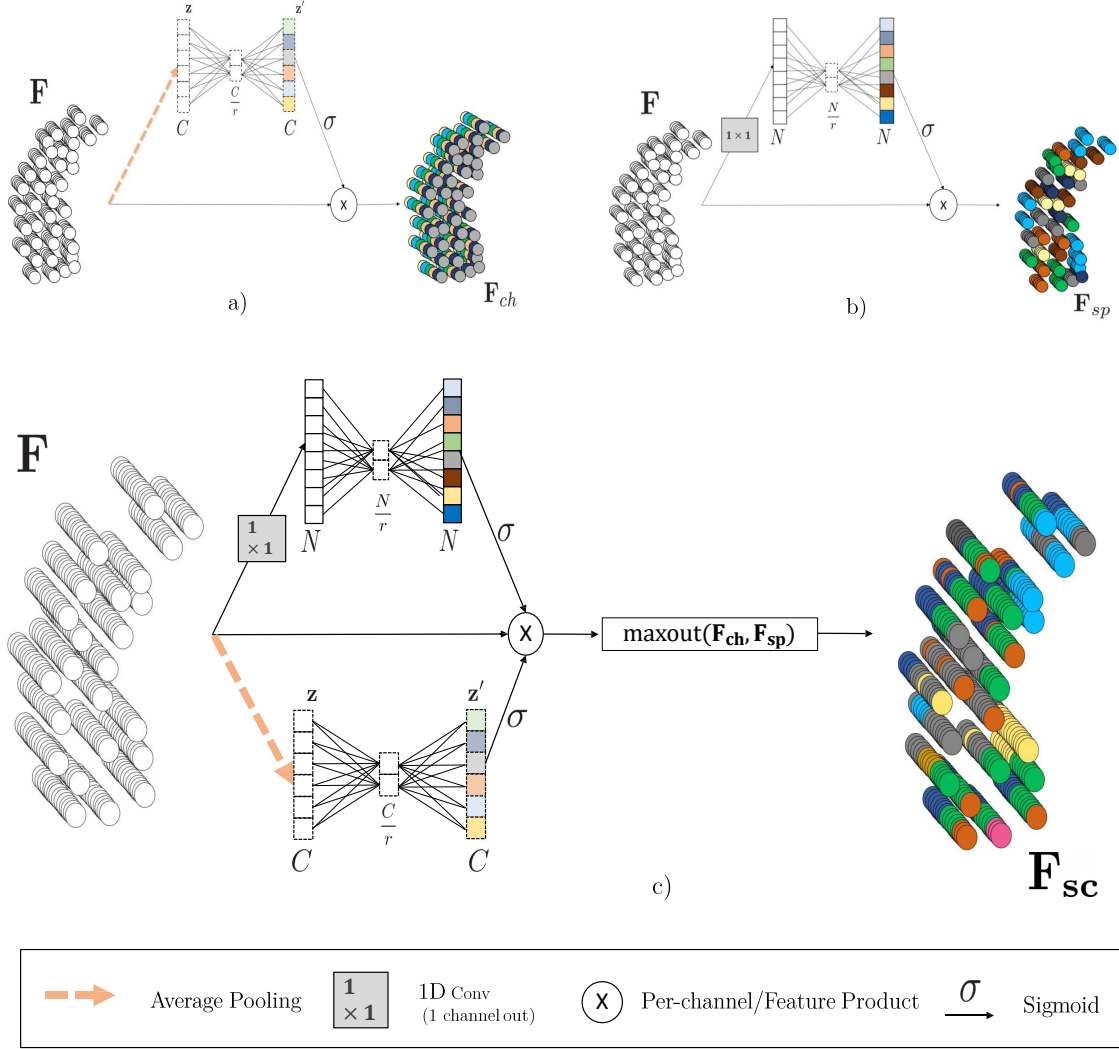 F
z
z′
C
C/r
C
σ
X
F_ch
a)
F
1 × 1
N
N/r
N
σ
X
F_sp
b)
F
1
× 1
N
N/r
N
σ
X
maxout(F_ch, F_sp)
z
z′
C
C/r
C
σ
F_sc
c)
Average Pooling
1
× 1
1D Conv
(1 channel out)
X
Per-channel/Feature Product
σ
Sigmoid